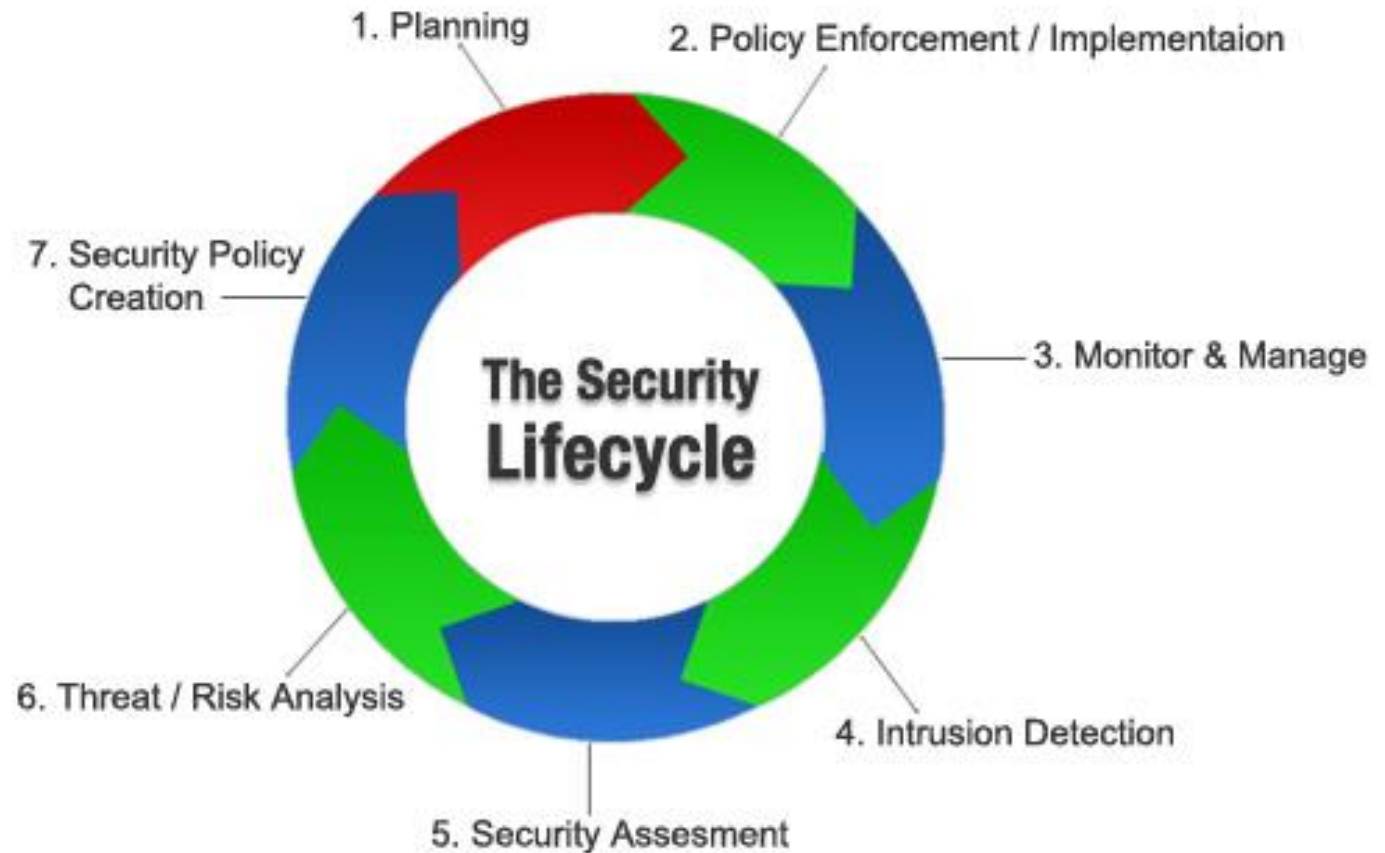 1. Planning
2. Policy Enforcement / Implementaion
7. Security Policy
Creation
The Security
Lifecycle
3. Monitor & Manage
6. Threat / Risk Analysis
4. Intrusion Detection
5. Security Assesment